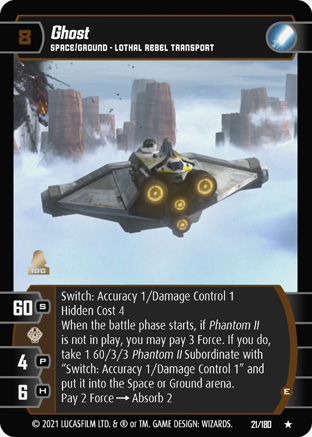 8
Ghost
SPACE/GROUND - LOTHAL REBEL TRANSPORT
180
60 S
4 P
6 H
Switch: Accuracy 1/Damage Control 1
Hidden Cost 4
When the battle phase starts, if Phantom II
is not in play, you may pay 3 Force. If you do,
take 1 60/3/3 Phantom II Subordinate with
“Switch: Accuracy 1/Damage Control 1” and
put it into the Space or Ground arena.
Pay 2 Force → Absorb 2
E
© 2021 LUCASFILM LTD. & ® or TM. GAME DESIGN: WIZARDS.
21/180 ★